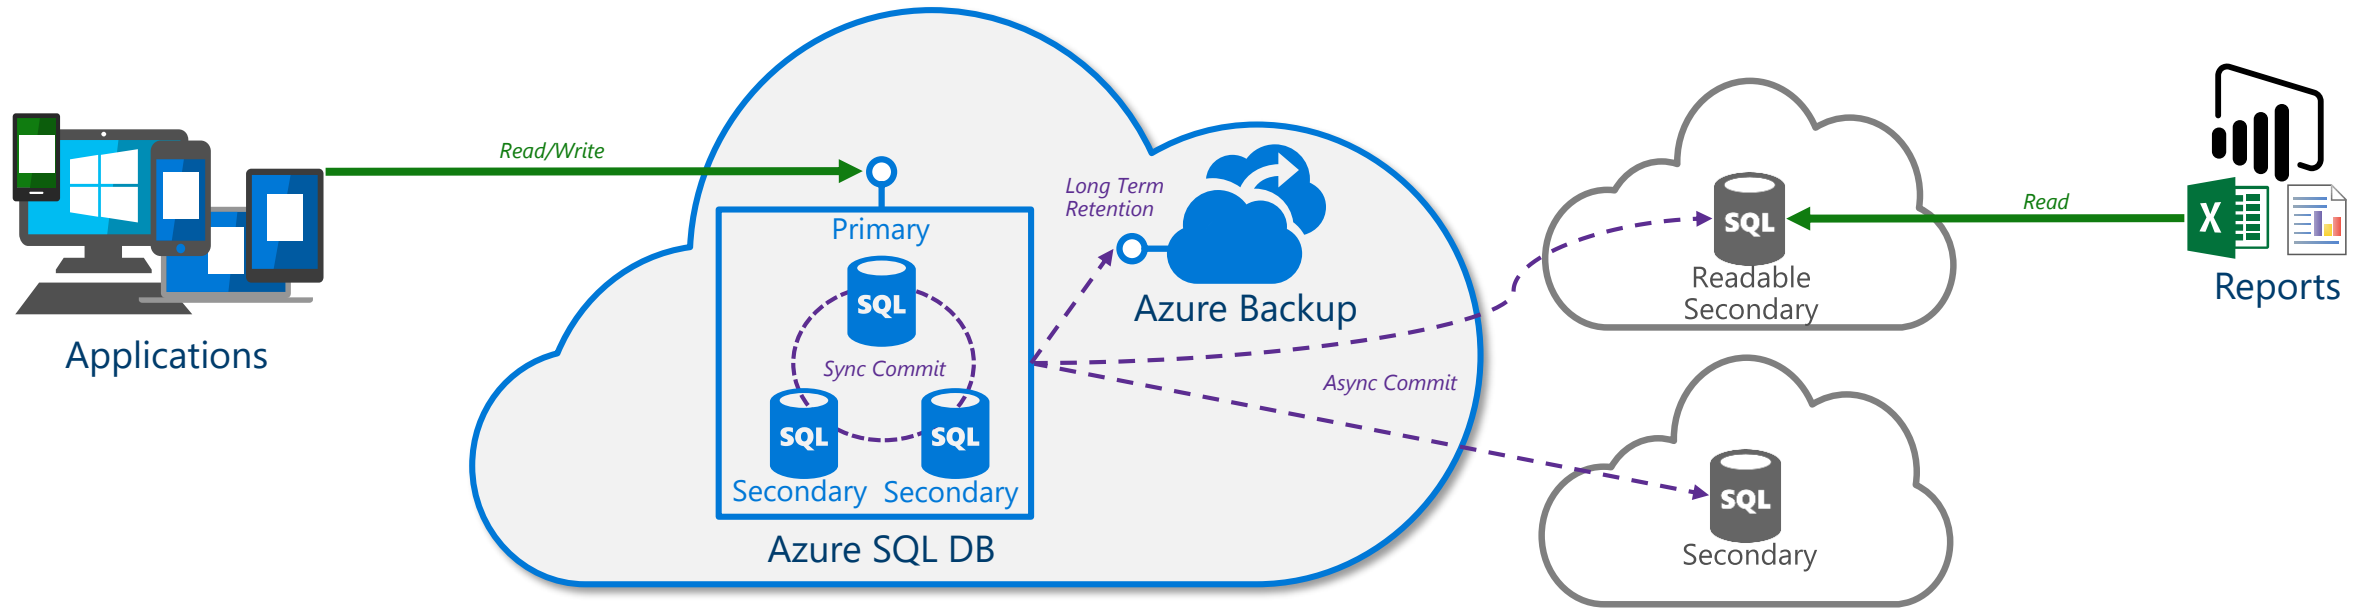 Read/Write
Primary
SQL
Sync Commit
SQL
SQL
Secondary
Secondary
Azure SQL DB
Applications
Long Term
Retention
Azure Backup
Async Commit
SQL
Readable
Secondary
SQL
Secondary
Read
X
Reports